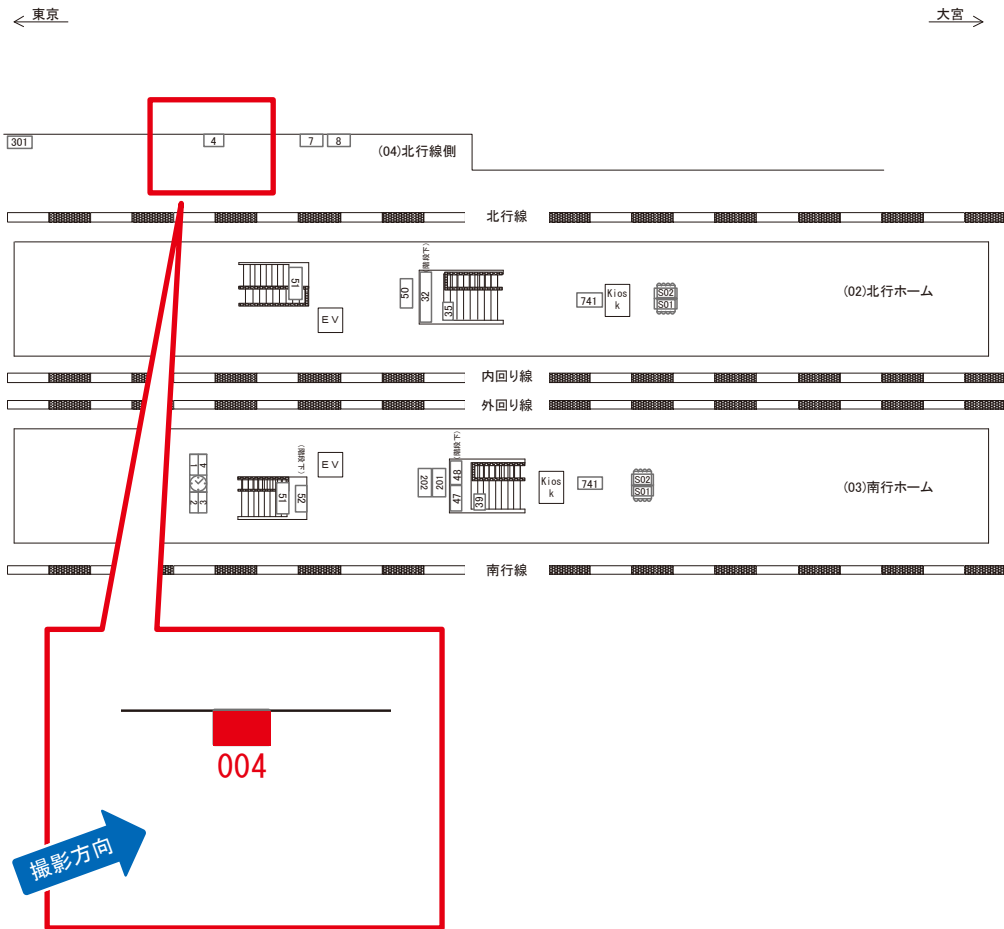 東京
大宮
301
4
7
8
(04)北行線側
北行線
51
EV
50
(階段下)
32
35
741
Kios
k
S02
S01
(02)北行ホーム
内回り線
外回り線
1 4
2 3
51
(階段下)
52
EV
202
201
(階段下)
47 48
39
Kios
k
741
S02
S01
(03)南行ホーム
南行線
004
撮影方向